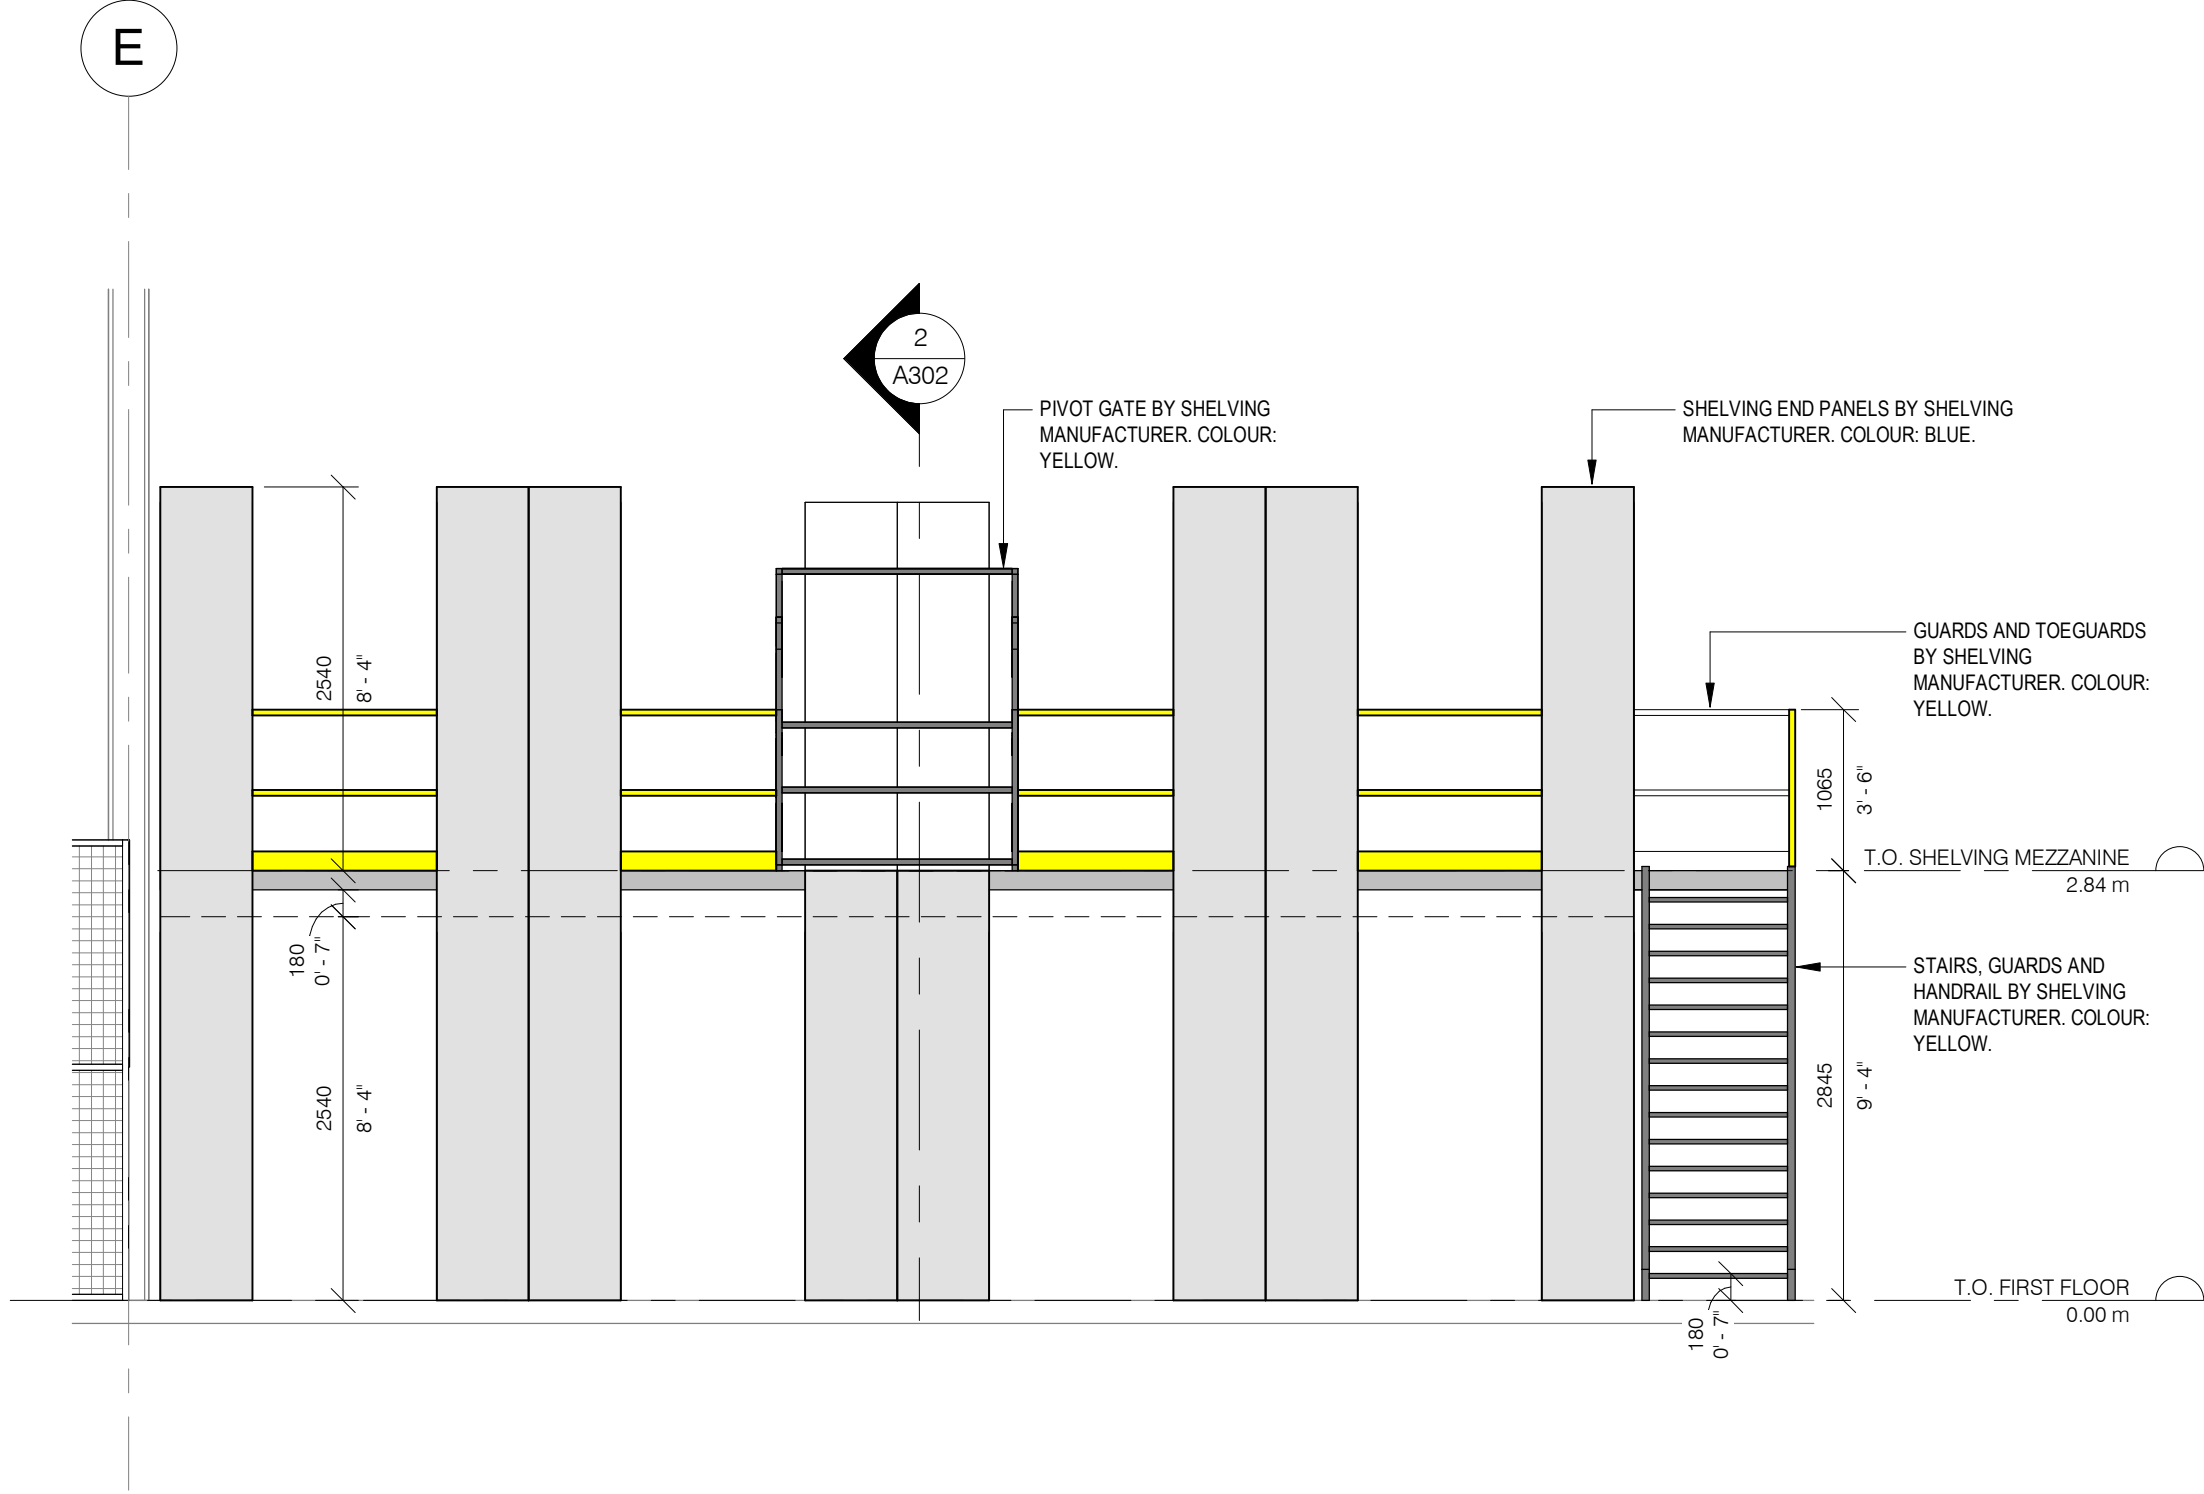 E
2
A302
PIVOT GATE BY SHELVING
MANUFACTURER. COLOUR:
YELLOW.
SHELVING END PANELS BY SHELVING
MANUFACTURER. COLOUR: BLUE.
GUARDS AND TOEGUARDS
BY SHELVING
MANUFACTURER. COLOUR:
YELLOW.
2540
8' - 4"
1065
3' - 6"
T.O. SHELVING MEZZANINE
2.84 m
180
0' - 7"
STAIRS, GUARDS AND
HANDRAIL BY SHELVING
MANUFACTURER. COLOUR:
YELLOW.
2540
8' - 4"
2845
9' - 4"
T.O. FIRST FLOOR
0.00 m
180
0' - 7"